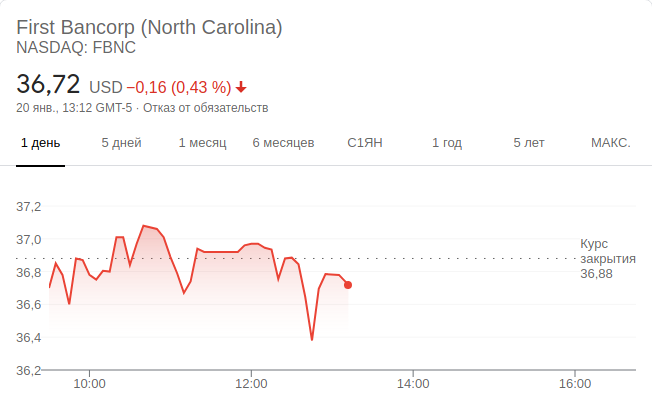 First Bancorp (North Carolina)
NASDAQ: FBNC
36,72 USD −0,16 (0,43 %)
20 янв., 13:12 GMT-5 · Отказ от обязательств
1 день 5 дней 1 месяц 6 месяцев С1ЯН 1 год 5 лет МАКС.
37,2
37,0
Курс
закрытия
36,88
36,8
36,6
36,4
36,2
10:00 12:00 14:00 16:00